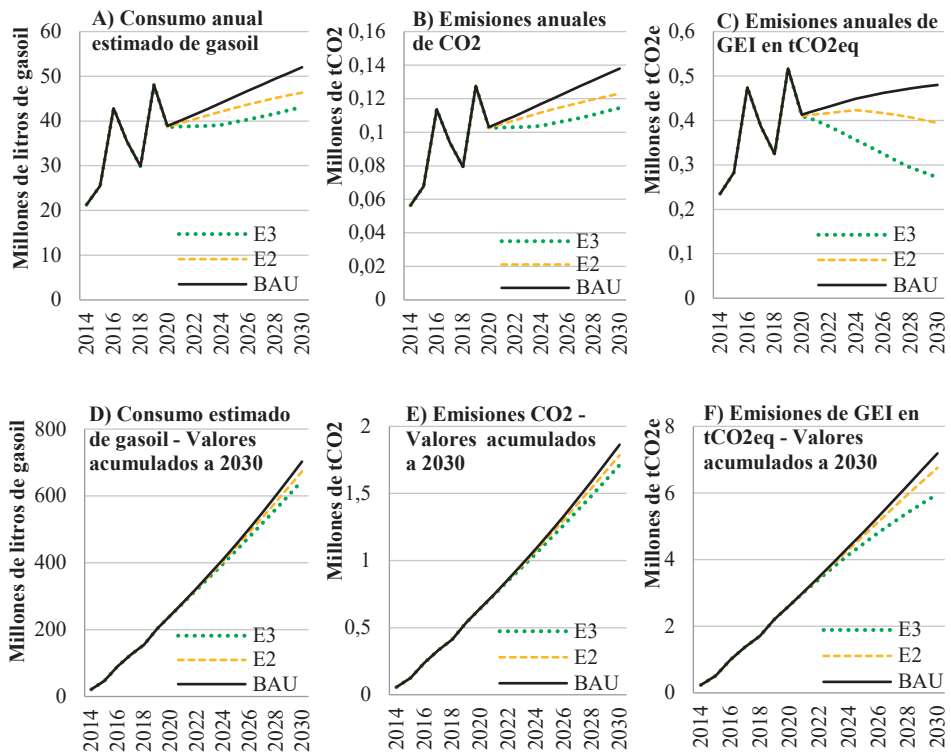 A) Consumo anual
estimado de gasoil
Millones de litros de gasoil
60
50
40
30
20
10
0
E3
E2
BAU
2014
2016
2018
2020
2022
2024
2026
2028
2030
B) Emisiones anuales
de CO2
Millones de tCO2
0,16
0,14
0,12
0,1
0,08
0,06
0,04
0,02
0
E3
E2
BAU
2014
2016
2018
2020
2022
2024
2026
2028
2030
C) Emisiones anuales de
GEI en tCO2eq
Millones de tCO2e
0,6
0,5
0,4
0,3
0,2
0,1
0
E3
E2
BAU
2014
2016
2018
2020
2022
2024
2026
2028
2030
D) Consumo estimado
de gasoil - Valores
acumulados a 2030
Millones de litros de gasoil
800
600
400
200
0
E3
E2
BAU
2014
2016
2018
2020
2022
2024
2026
2028
2030
E) Emisiones CO2 -
Valores acumulados
a 2030
Millones de tCO2
2
1,5
1
0,5
0
E3
E2
BAU
2014
2016
2018
2020
2022
2024
2026
2028
2030
F) Emisiones de GEI en
tCO2eq - Valores
acumulados a 2030
Millones de tCO2e
8
6
4
2
0
E3
E2
BAU
2014
2016
2018
2020
2022
2024
2026
2028
2030